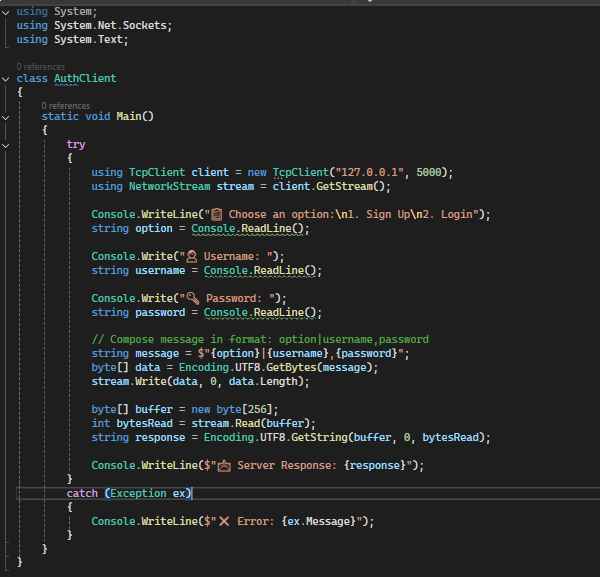 using System;
using System.Net.Sockets;
using System.Text;
0 references
class AuthClient
{
0 references
static void Main()
{
try
{
using TcpClient client = new TcpClient("127.0.0.1", 5000);
using NetworkStream stream = client.GetStream();
Console.WriteLine("📋 Choose an option:\n1. Sign Up\n2. Login");
string option = Console.ReadLine();
Console.Write("👤 Username: ");
string username = Console.ReadLine();
Console.Write("🔑 Password: ");
string password = Console.ReadLine();
// Compose message in format: option|username,password
string message = $"{option}|{username},{password}";
byte[] data = Encoding.UTF8.GetBytes(message);
stream.Write(data, 0, data.Length);
byte[] buffer = new byte[256];
int bytesRead = stream.Read(buffer);
string response = Encoding.UTF8.GetString(buffer, 0, bytesRead);
Console.WriteLine($"📩 Server Response: {response}");
}
catch (Exception ex)
{
Console.WriteLine($"❌ Error: {ex.Message}");
}
}
}